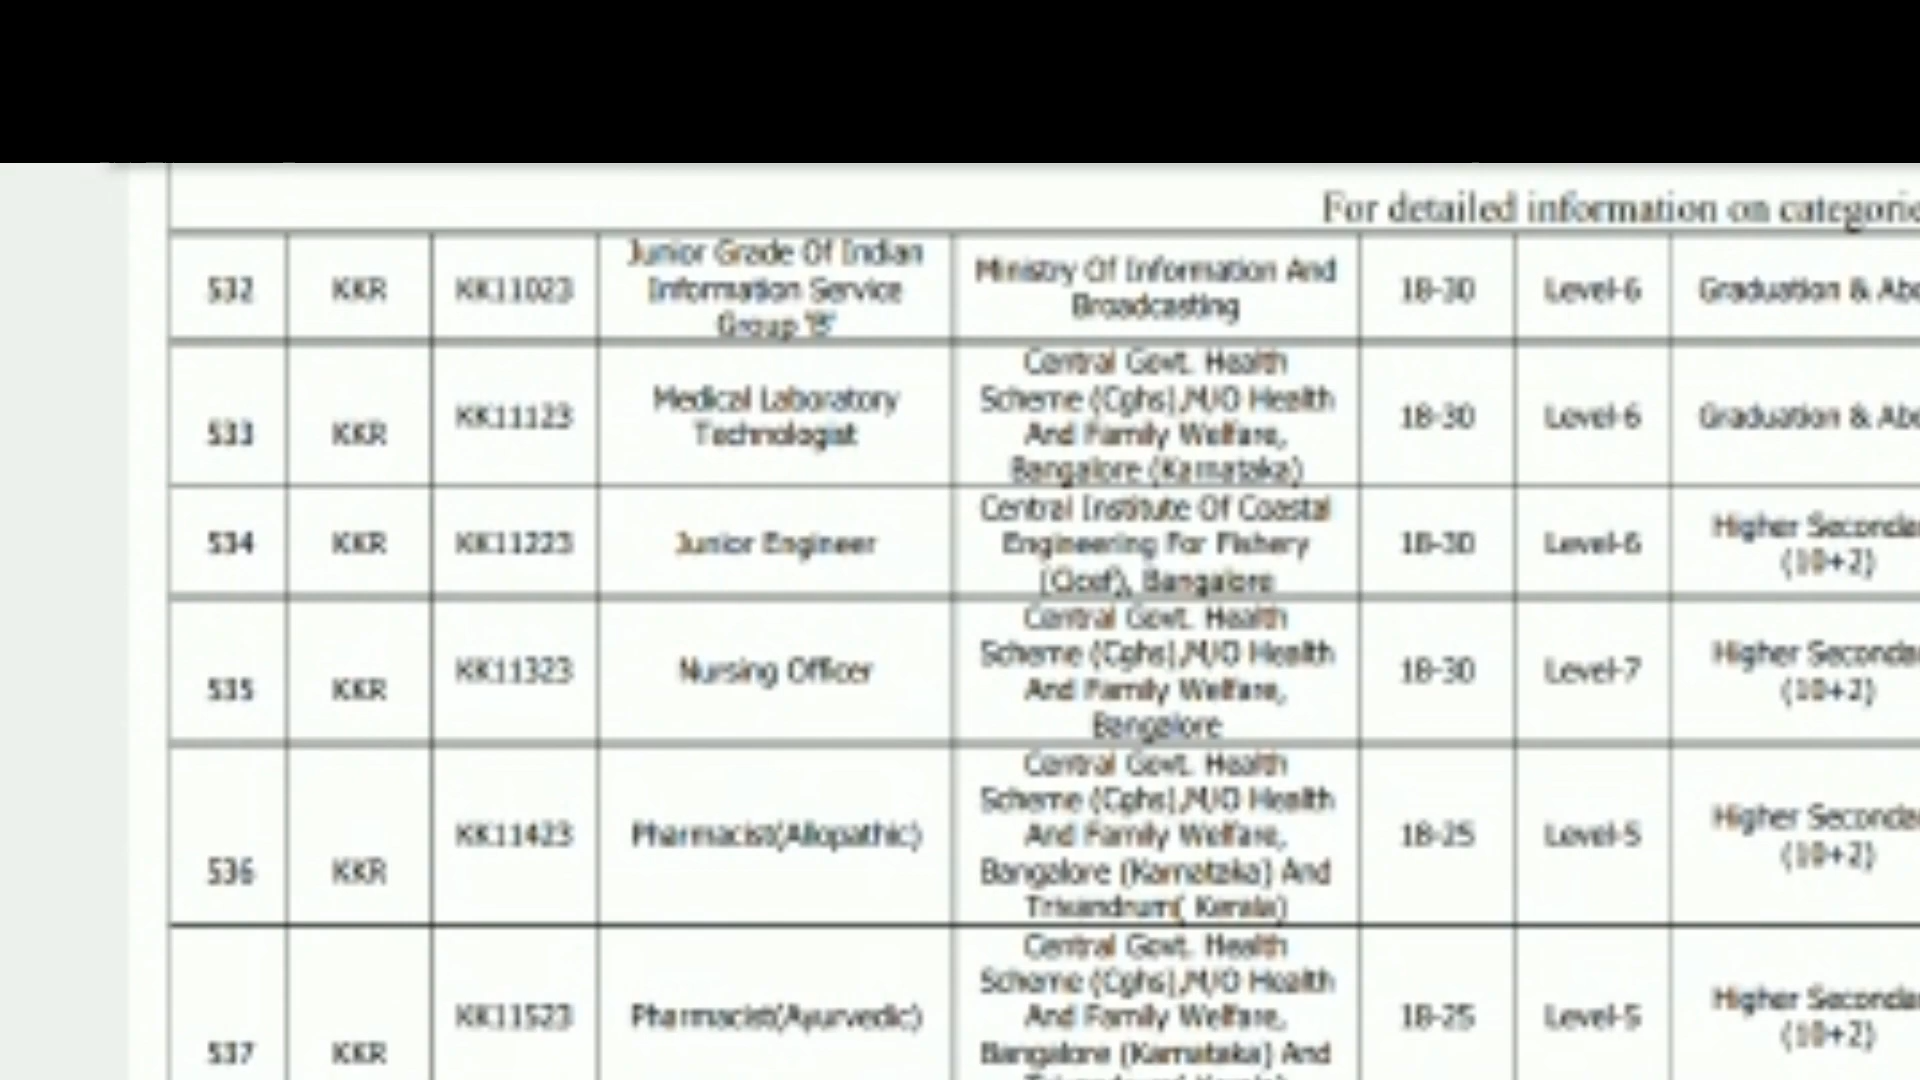 For detailed information on categorie
532 KKR KK11023 Junior Grade Of Indian Information Service Group 'B' Ministry Of Information And Broadcasting 18-30 Level-6 Graduation & Abo
533 KKR KK11123 Medical Laboratory Technologist Central Govt. Health Scheme (Cghs),M/O Health And Family Welfare, Bangalore (Karnataka) 18-30 Level-6 Graduation & Abo
534 KKR KK11223 Junior Engineer Central Institute Of Coastal Engineering For Fishery (Cicef), Bangalore 18-30 Level-6 Higher Seconda (10+2)
535 KKR KK11323 Nursing Officer Central Govt. Health Scheme (Cghs),M/O Health And Family Welfare, Bangalore 18-30 Level-7 Higher Seconda (10+2)
536 KKR KK11423 Pharmacist(Allopathic) Central Govt. Health Scheme (Cghs),M/O Health And Family Welfare, Bangalore (Karnataka) And Trivandrum( Kerala) 18-25 Level-5 Higher Seconda (10+2)
537 KKR KK11523 Pharmacist(Ayurvedic) Central Govt. Health Scheme (Cghs),M/O Health And Family Welfare, Bangalore (Karnataka) And 18-25 Level-5 Higher Seconda (10+2)